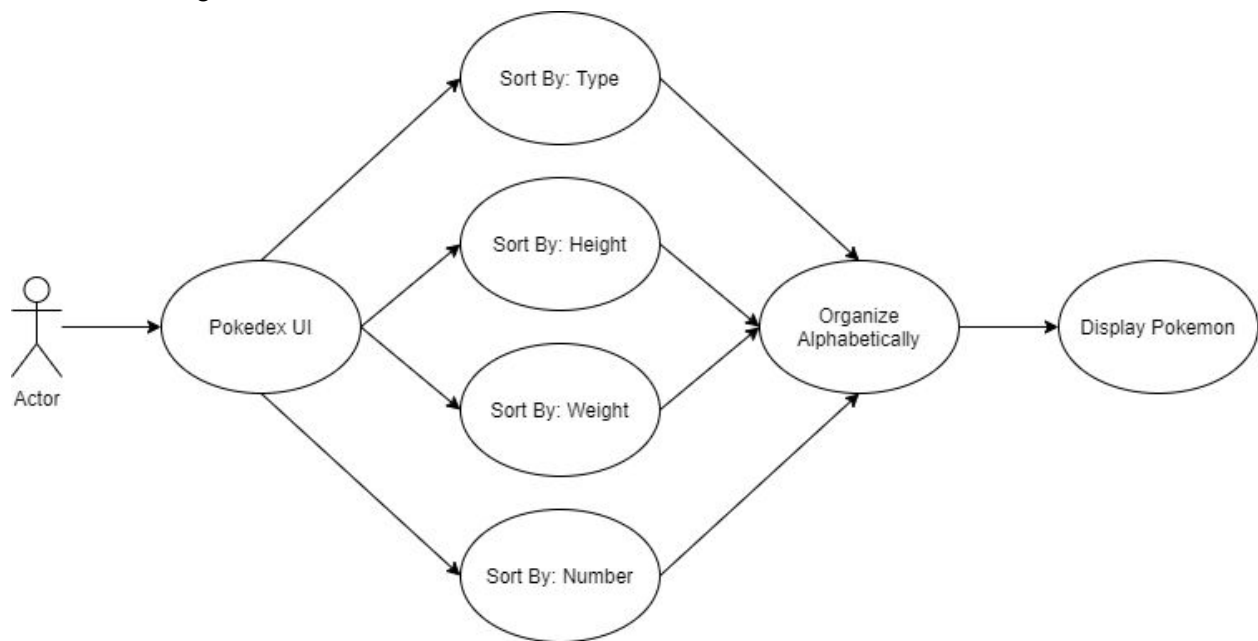 Sort By: Type
Sort By: Height
Actor
Pokedex UI
Organize
Alphabetically
Display Pokemon
Sort By: Weight
Sort By: Number